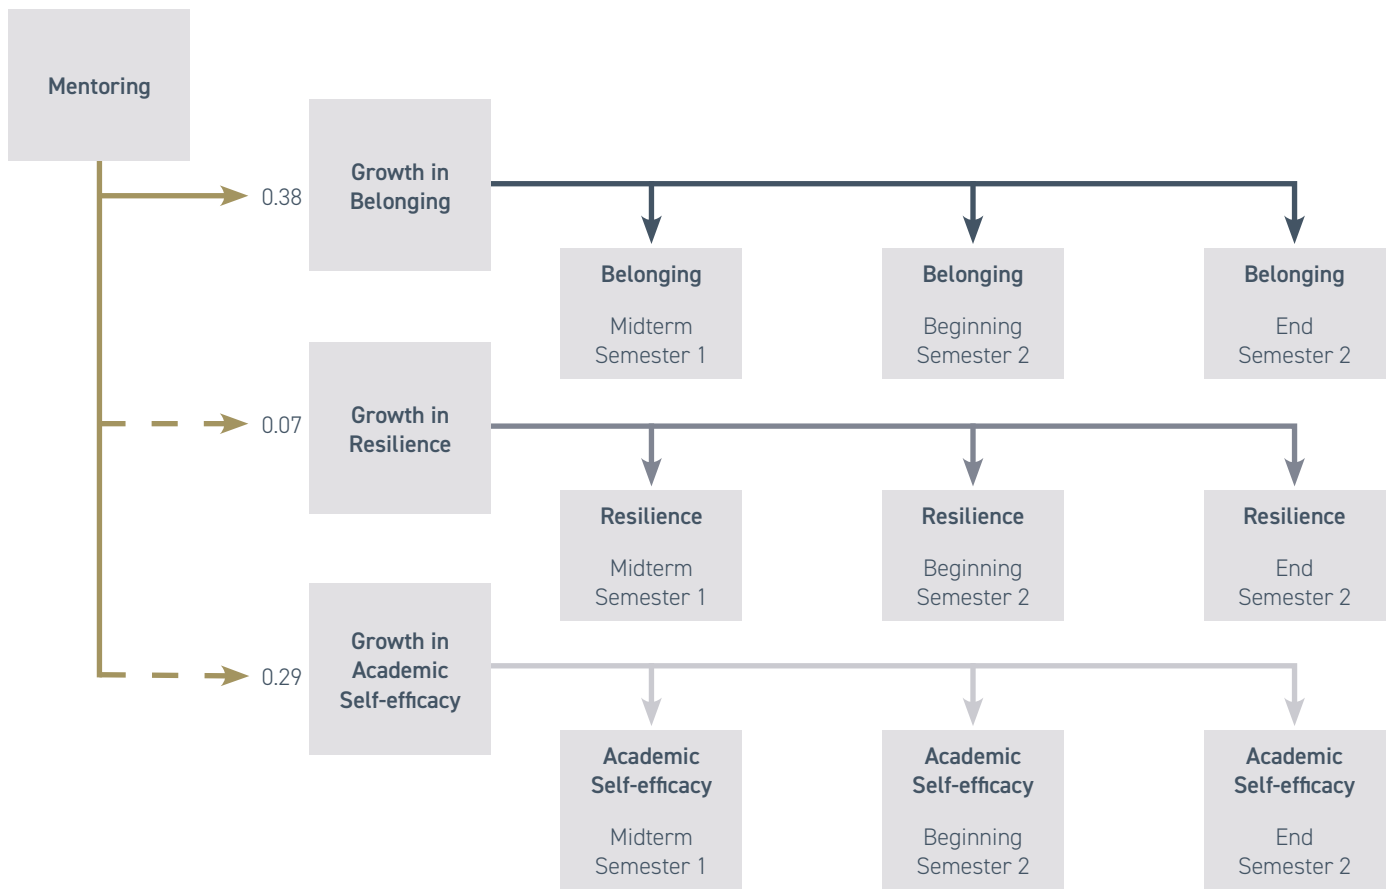 Mentoring
0.38
Growth in
Belonging
Belonging
Midterm
Semester 1
Belonging
Beginning
Semester 2
Belonging
End
Semester 2
0.07
Growth in
Resilience
Resilience
Midterm
Semester 1
Resilience
Beginning
Semester 2
Resilience
End
Semester 2
0.29
Growth in
Academic
Self-efficacy
Academic
Self-efficacy
Midterm
Semester 1
Academic
Self-efficacy
Beginning
Semester 2
Academic
Self-efficacy
End
Semester 2